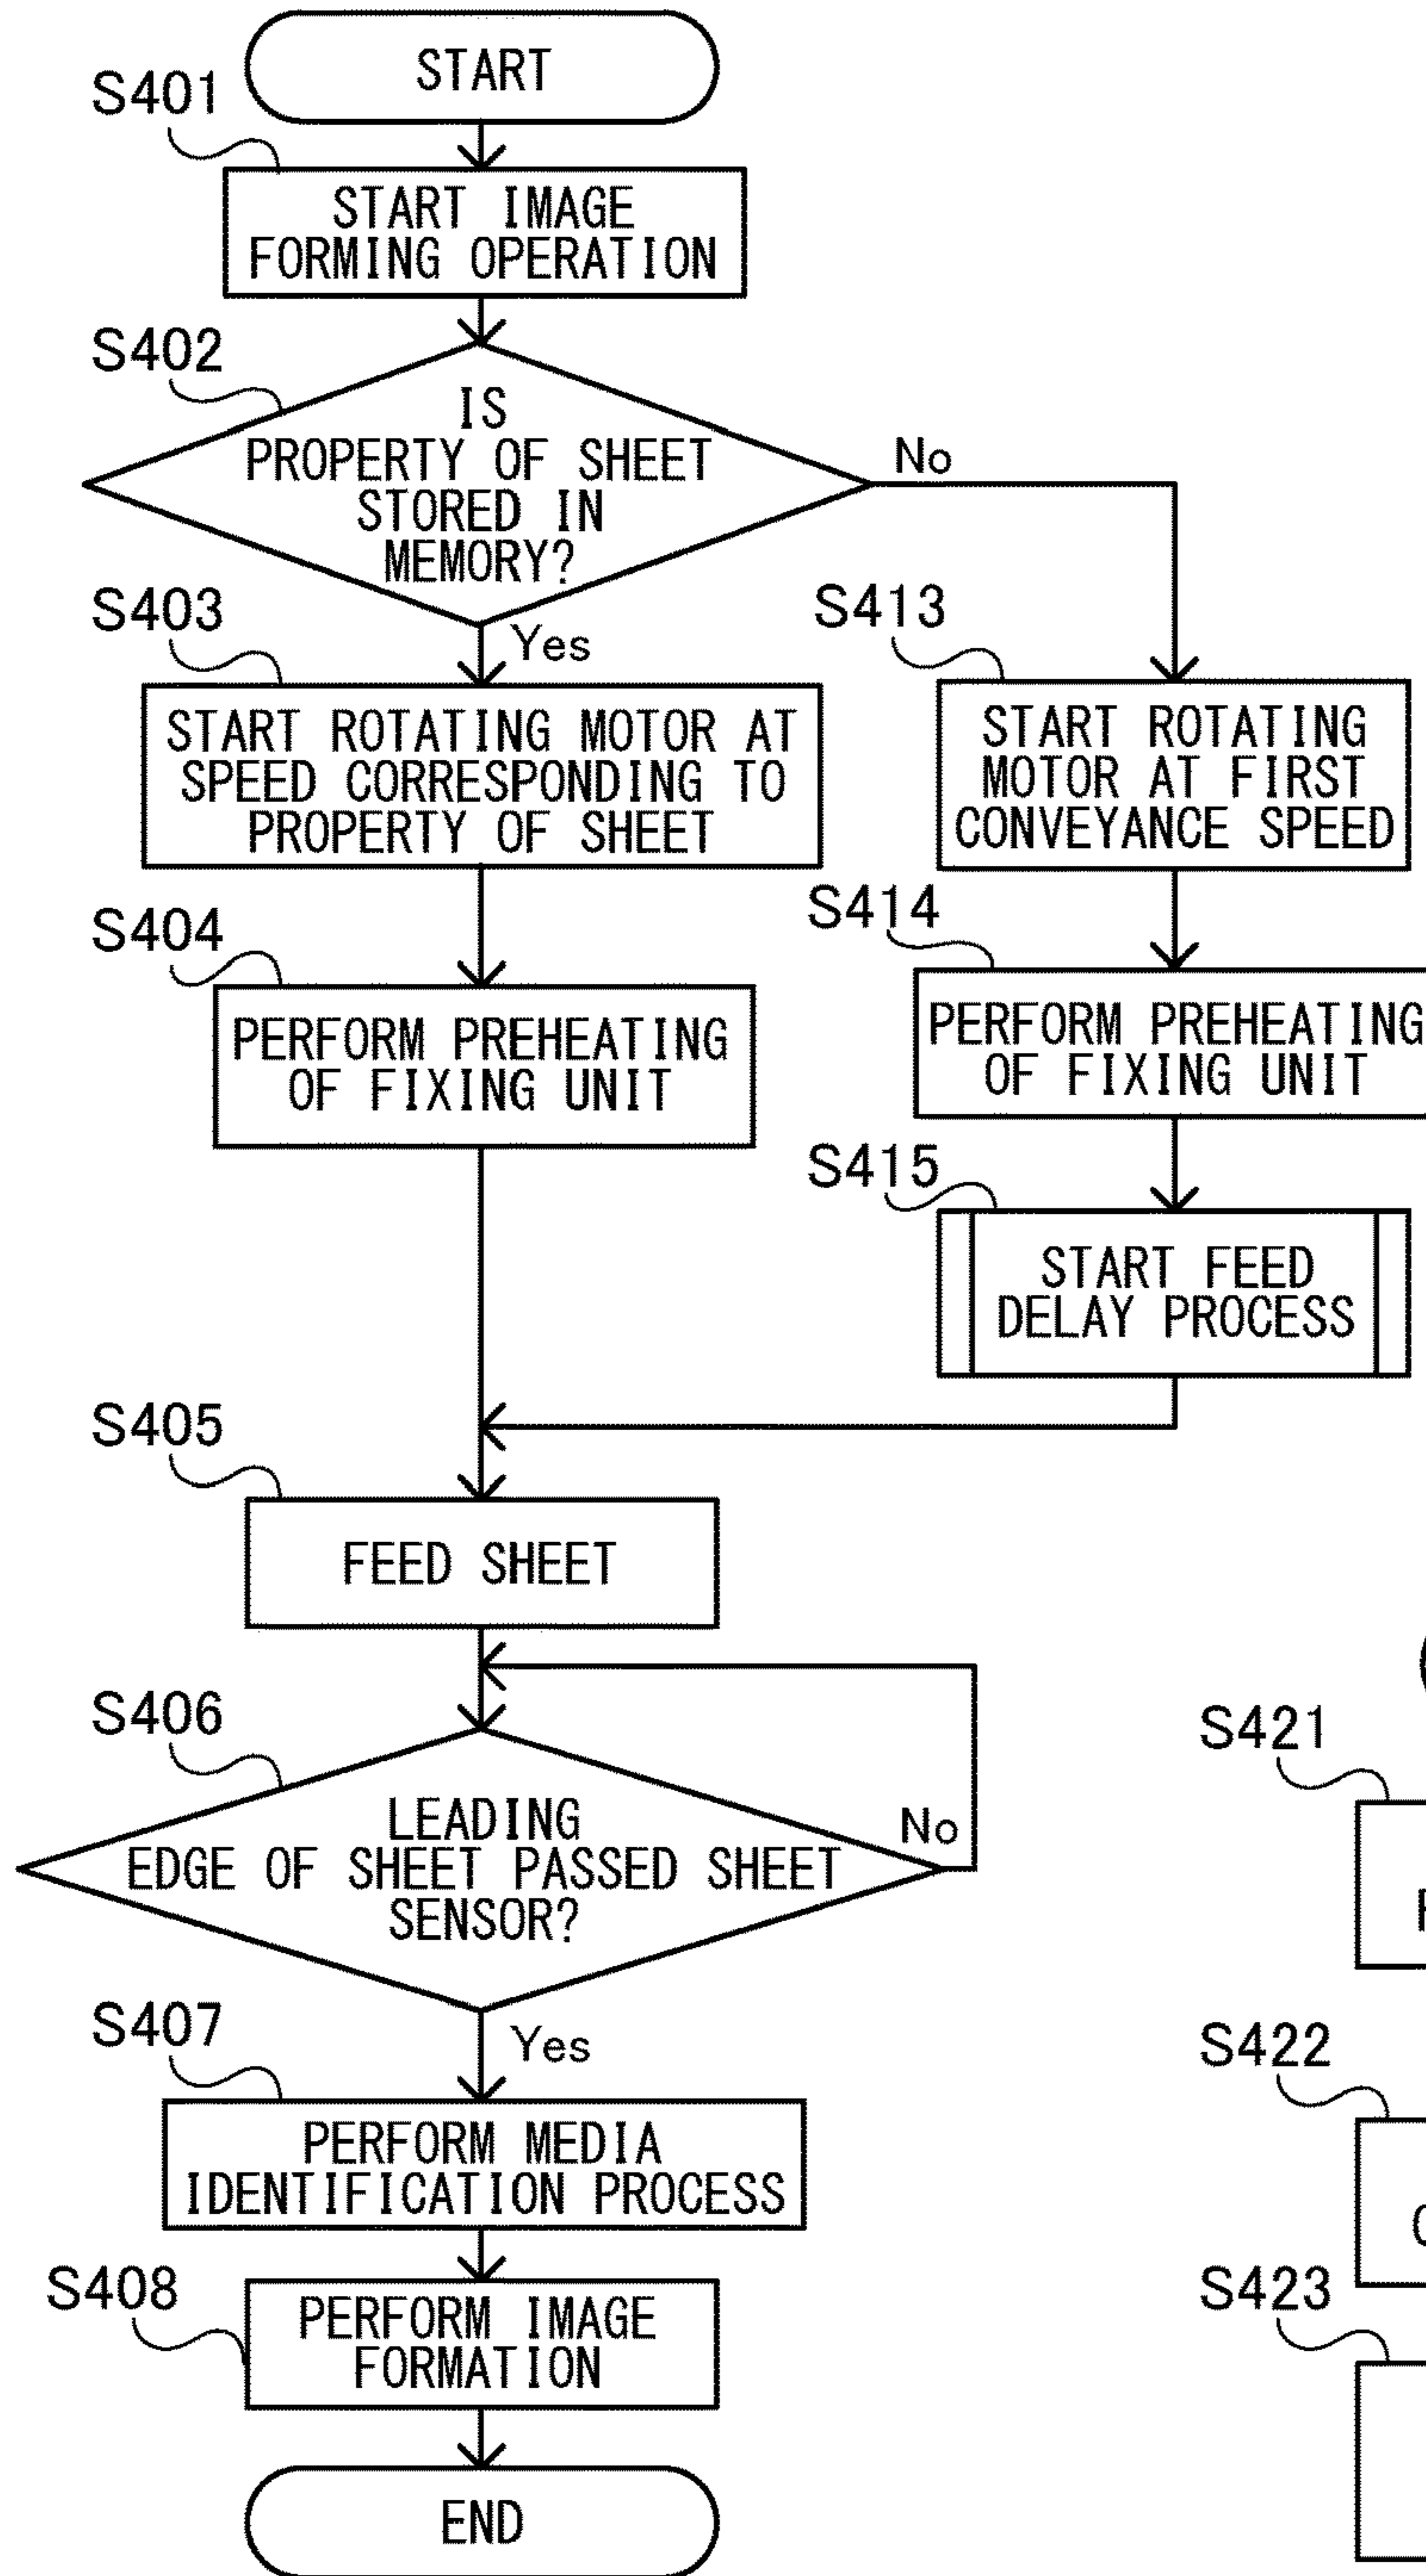 START
S401
START IMAGE
FORMING OPERATION
S402
IS
PROPERTY OF SHEET
STORED IN
MEMORY?
No
Yes
S403
START ROTATING MOTOR AT
SPEED CORRESPONDING TO
PROPERTY OF SHEET
S413
START ROTATING
MOTOR AT FIRST
CONVEYANCE SPEED
S404
PERFORM PREHEATING
OF FIXING UNIT
S414
PERFORM PREHEATING
OF FIXING UNIT
S415
START FEED
DELAY PROCESS
S405
FEED SHEET
S406
LEADING
EDGE OF SHEET PASSED SHEET
SENSOR?
No
Yes
S407
PERFORM MEDIA
IDENTIFICATION PROCESS
S408
PERFORM IMAGE
FORMATION
END
S421
S422
S423